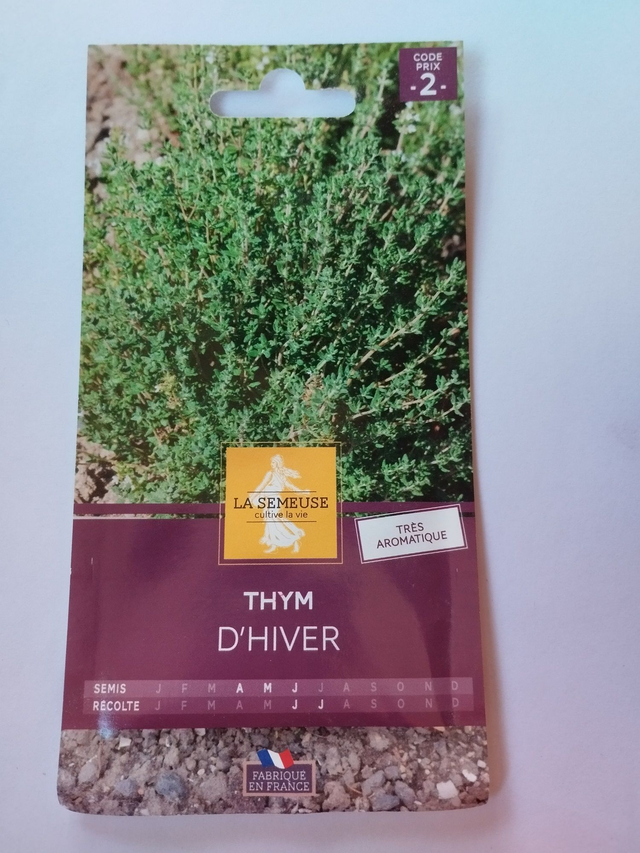 CODE
PRIX
-2-
LA SEMEUSE
cultive la vie
TRÈS
AROMATIQUE
THYM
D'HIVER
SEMIS J F M A M J J A S O N D
RÉCOLTE J F M A M J J A S O N D
FABRIQUÉ
EN FRANCE